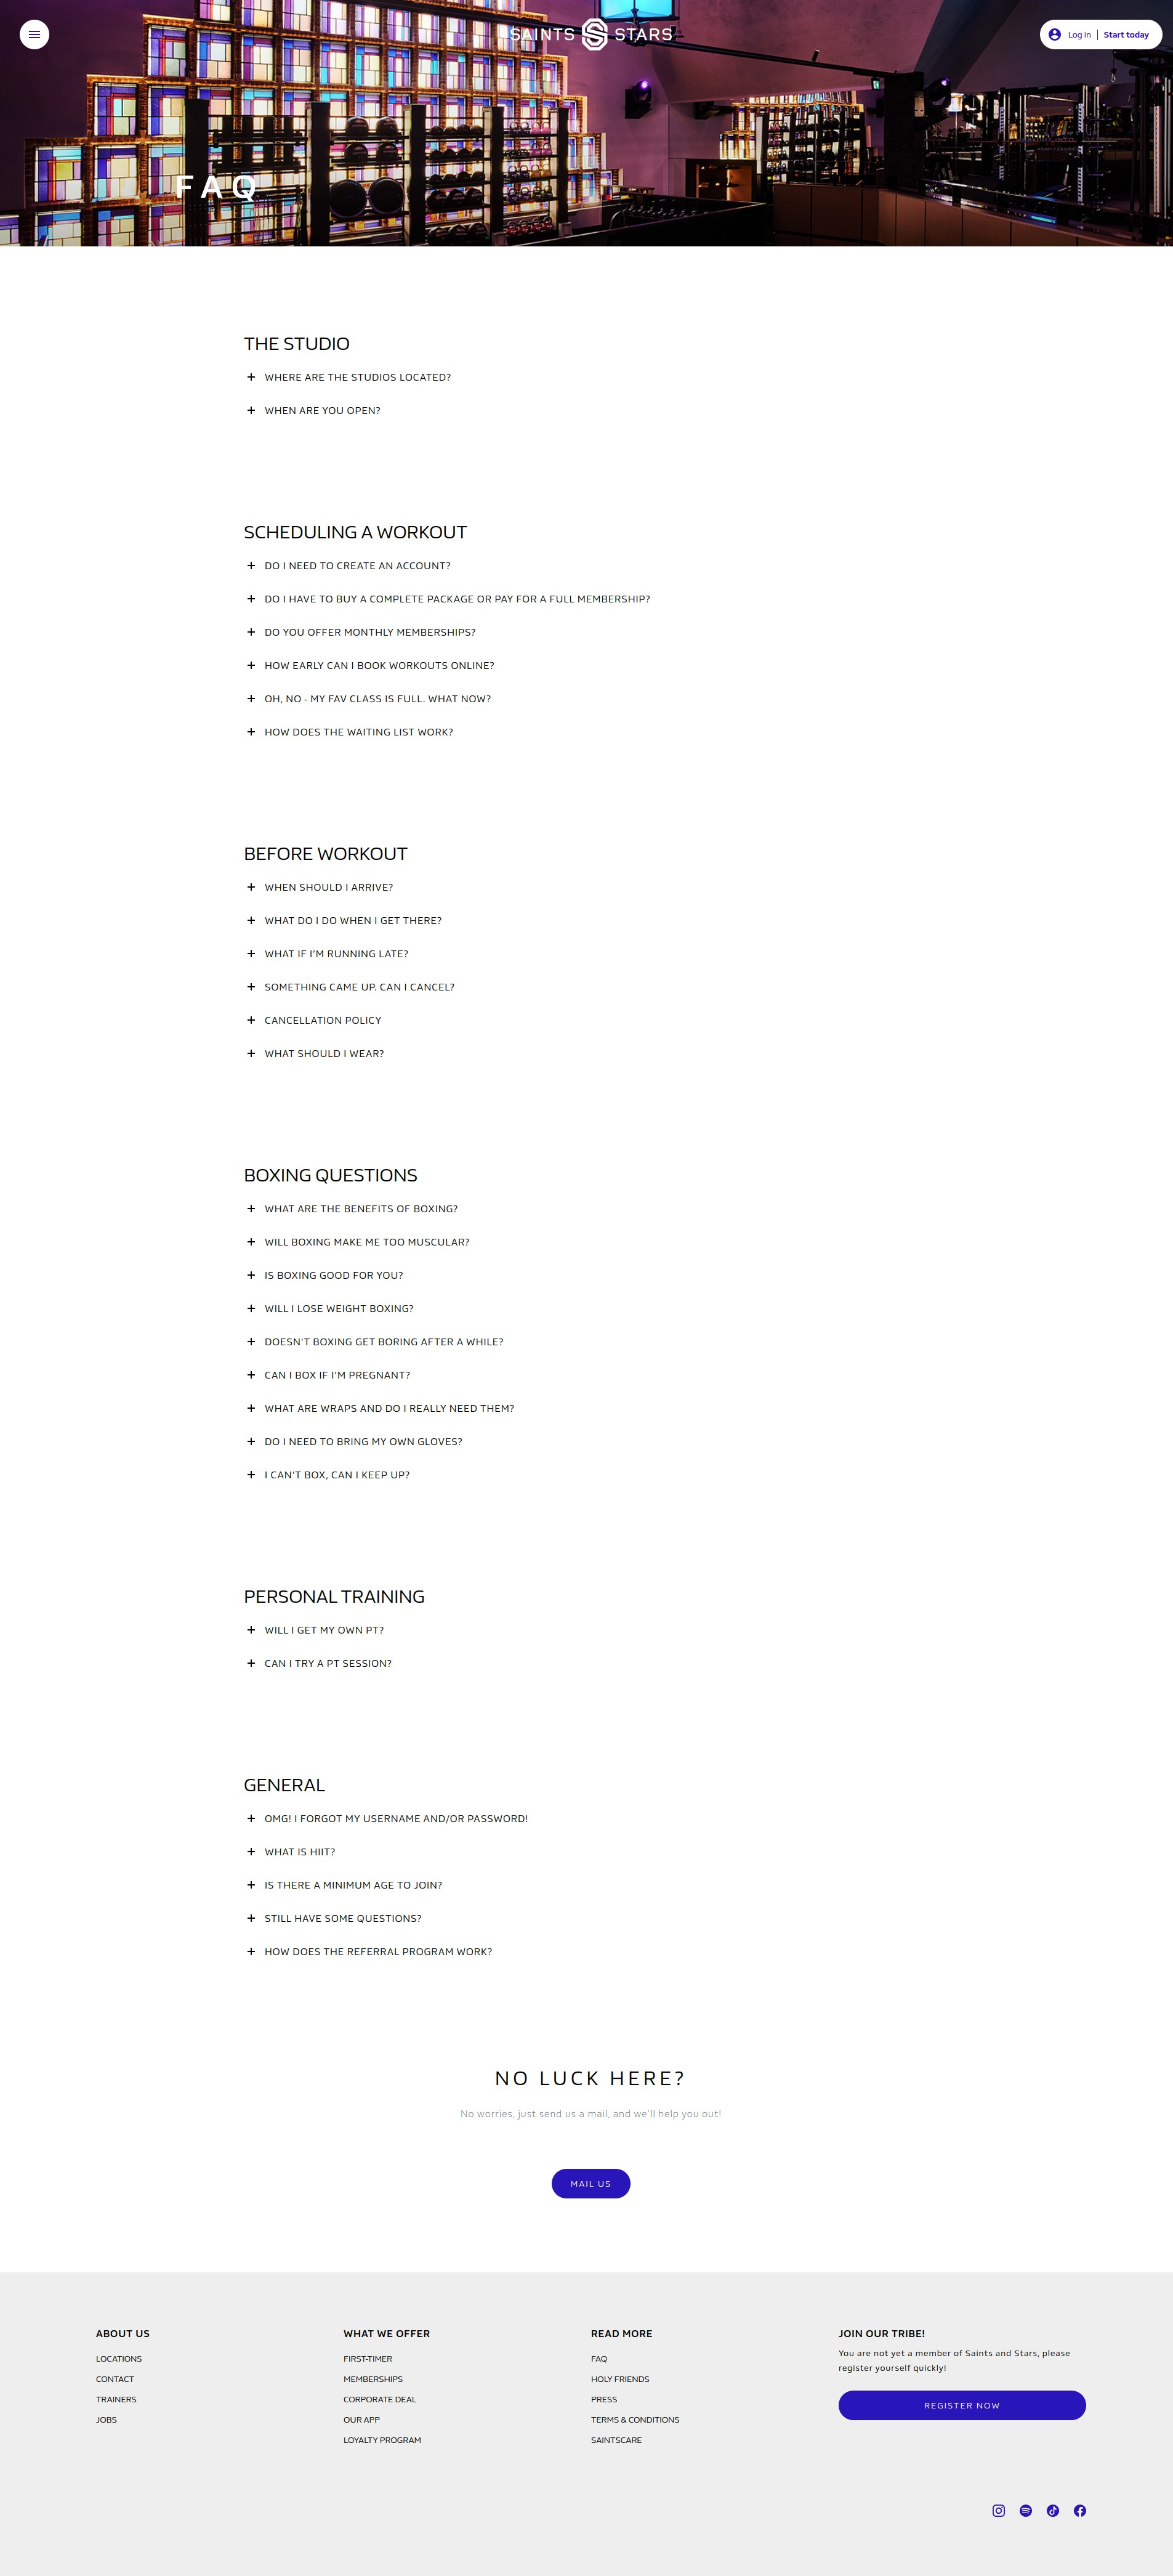 SAINTS STARS
Log in
Start today
FAQ
THE STUDIO
WHERE ARE THE STUDIOS LOCATED?
WHEN ARE YOU OPEN?
SCHEDULING A WORKOUT
DO I NEED TO CREATE AN ACCOUNT?
DO I HAVE TO BUY A COMPLETE PACKAGE OR PAY FOR A FULL MEMBERSHIP?
DO YOU OFFER MONTHLY MEMBERSHIPS?
HOW EARLY CAN I BOOK WORKOUTS ONLINE?
OH, NO - MY FAV CLASS IS FULL. WHAT NOW?
HOW DOES THE WAITING LIST WORK?
BEFORE WORKOUT
WHEN SHOULD I ARRIVE?
WHAT DO I DO WHEN I GET THERE?
WHAT IF I'M RUNNING LATE?
SOMETHING CAME UP. CAN I CANCEL?
CANCELLATION POLICY
WHAT SHOULD I WEAR?
BOXING QUESTIONS
WHAT ARE THE BENEFITS OF BOXING?
WILL BOXING MAKE ME TOO MUSCULAR?
IS BOXING GOOD FOR YOU?
WILL I LOSE WEIGHT BOXING?
DOESN'T BOXING GET BORING AFTER A WHILE?
CAN I BOX IF I'M PREGNANT?
WHAT ARE WRAPS AND DO I REALLY NEED THEM?
DO I NEED TO BRING MY OWN GLOVES?
I CAN'T BOX, CAN I KEEP UP?
PERSONAL TRAINING
WILL I GET MY OWN PT?
CAN I TRY A PT SESSION?
GENERAL
OMG! I FORGOT MY USERNAME AND/OR PASSWORD!
WHAT IS HIIT?
IS THERE A MINIMUM AGE TO JOIN?
STILL HAVE SOME QUESTIONS?
HOW DOES THE REFERRAL PROGRAM WORK?
NO LUCK HERE?
No worries, just send us a mail, and we'll help you out!
MAIL US
ABOUT US
LOCATIONS
CONTACT
TRAINERS
JOBS
WHAT WE OFFER
FIRST-TIMER
MEMBERSHIPS
CORPORATE DEAL
OUR APP
LOYALTY PROGRAM
READ MORE
FAQ
HOLY FRIENDS
PRESS
TERMS & CONDITIONS
SAINTSCARE
JOIN OUR TRIBE!
You are not yet a member of Saints and Stars, please
register yourself quickly!
REGISTER NOW